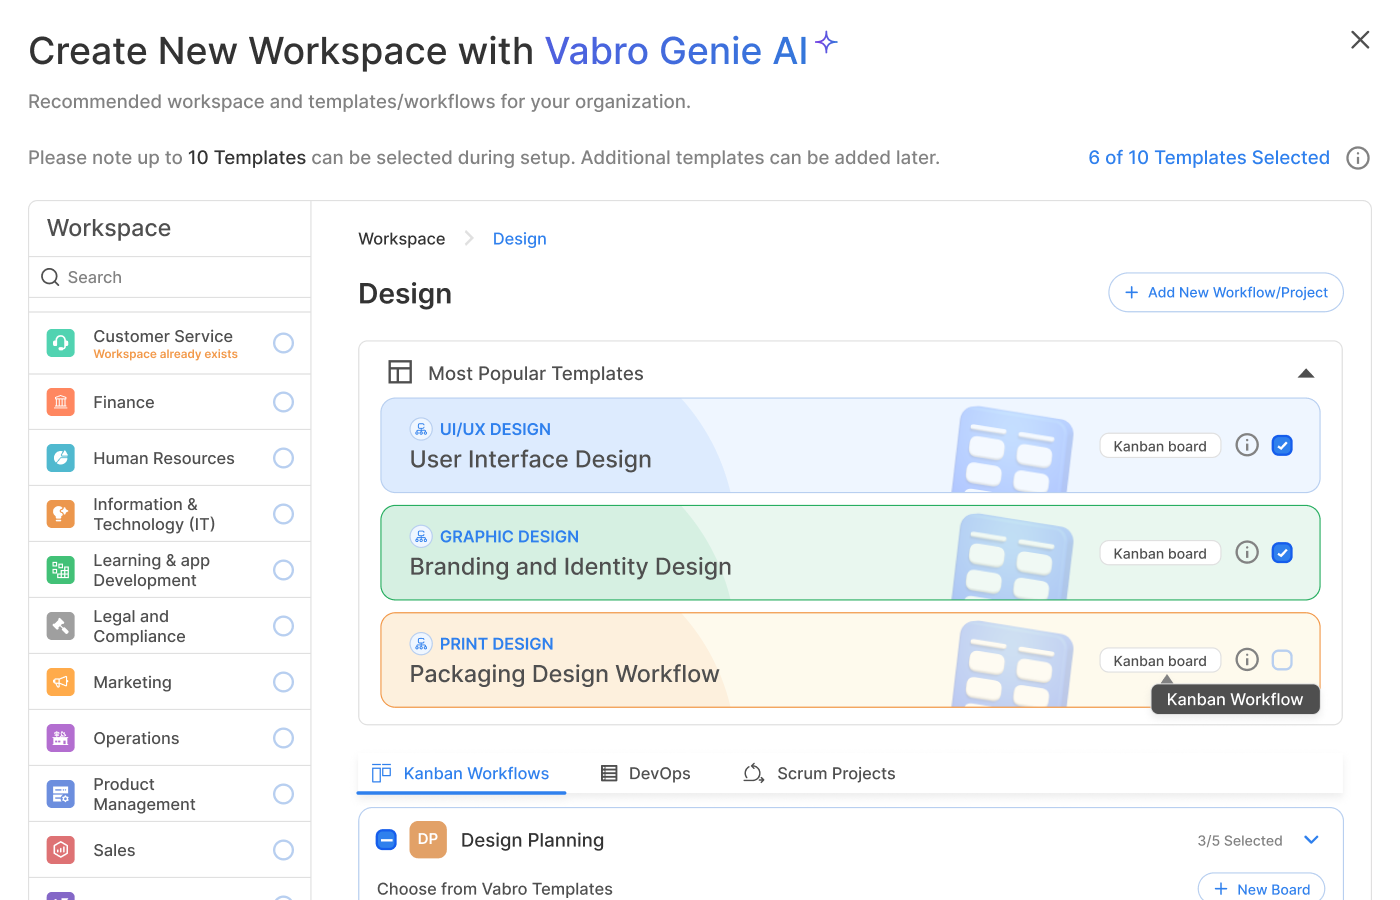 Create New Workspace with Vabro Genie AI
Recommended workspace and templates/workflows for your organization.
Please note up to 10 Templates can be selected during setup. Additional templates can be added later.
6 of 10 Templates Selected
Workspace
Search
Customer Service
Workspace already exists
Finance
Human Resources
Information &
Technology (IT)
Learning & app
Development
Legal and
Compliance
Marketing
Operations
Product
Management
Sales
Workspace
Design
Design
+ Add New Workflow/Project
Most Popular Templates
UI/UX DESIGN
User Interface Design
Kanban board
GRAPHIC DESIGN
Branding and Identity Design
Kanban board
PRINT DESIGN
Packaging Design Workflow
Kanban board
Kanban Workflow
Kanban Workflows
DevOps
Scrum Projects
DP
Design Planning
3/5 Selected
Choose from Vabro Templates
+ New Board